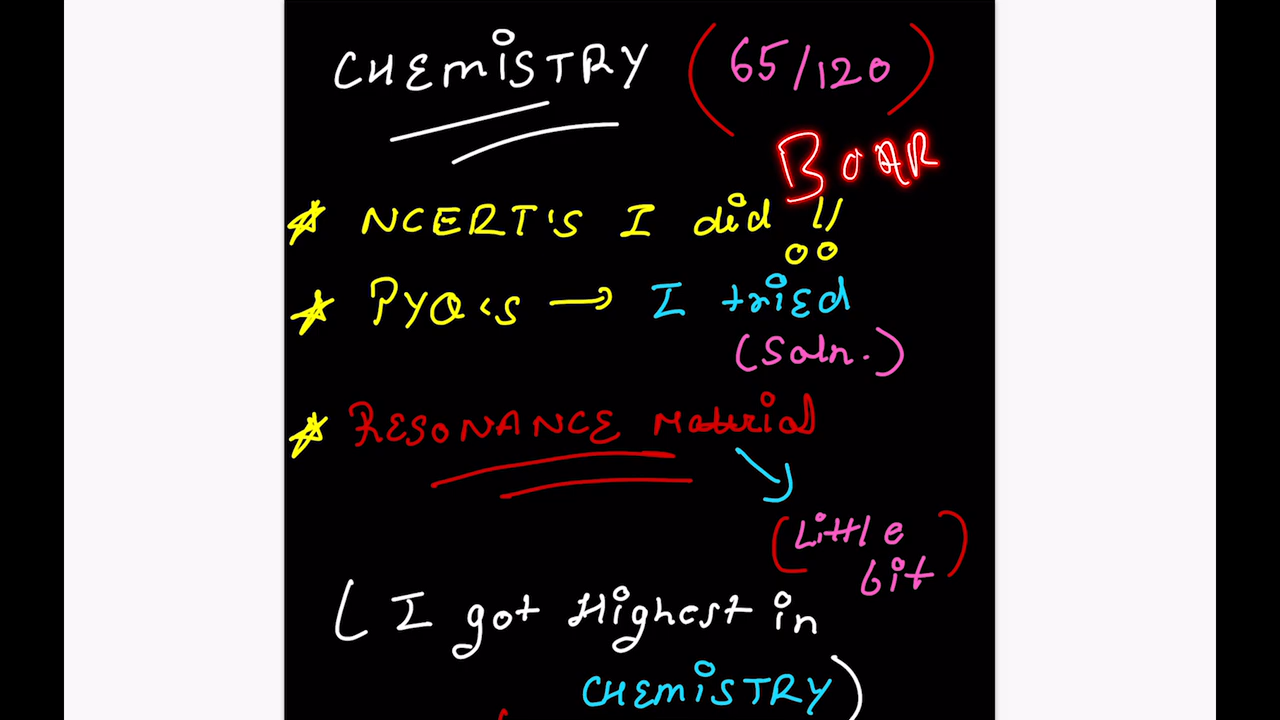 CHEMISTRY (65/120)
BOAR
* NCERT'S I did !!
* PYQ's → I tried
(Soln.)
* RESONANCE Material
(Little
bit)
( I got Highest in
CHEMISTRY)